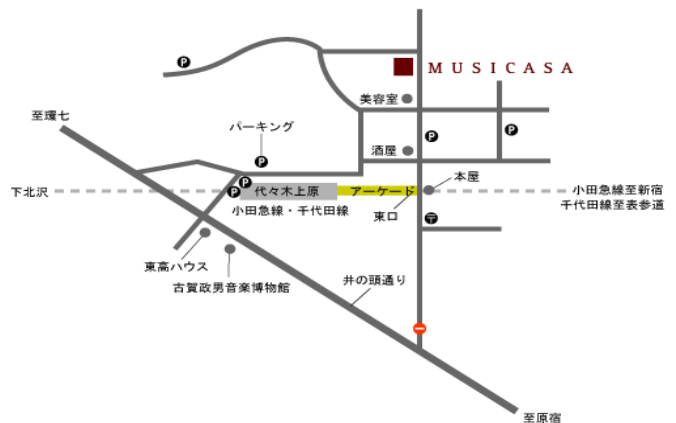 MUSICASA
美容室
至環七
パーキング
酒屋
本屋
下北沢
代々木上原
アーケード
小田急線至新宿
千代田線至表参道
小田急線・千代田線
東口
東高ハウス
古賀政男音楽博物館
井の頭通り
至原宿
P
P
P
P
P
P
〒